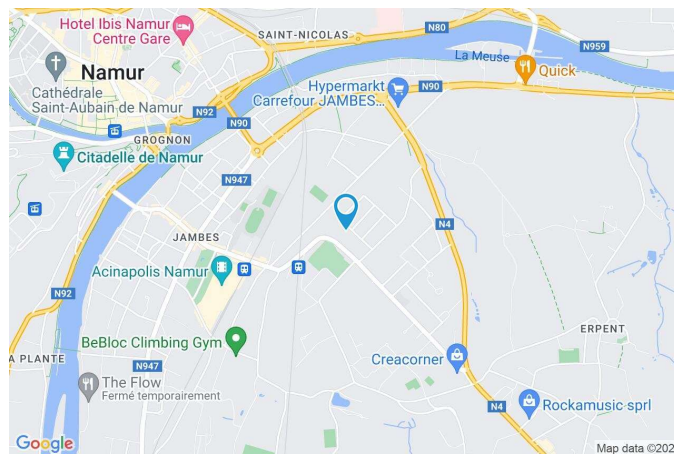 Hotel Ibis Namur
Centre Gare
SAINT-NICOLAS
N80
N959
La Meuse
Quick
Namur
Hypermarkt
Carrefour JAMBES...
N90
Cathédrale
Saint-Aubain de Namur
N92
N90
GROGNON
Citadelle de Namur
N947
N4
JAMBES
Acinapolis Namur
N92
ERPENT
BeBloc Climbing Gym
A PLANTE
N947
Creacorner
The Flow
Fermé temporairement
N4
Rockamusic sprl
Google
Map data ©202